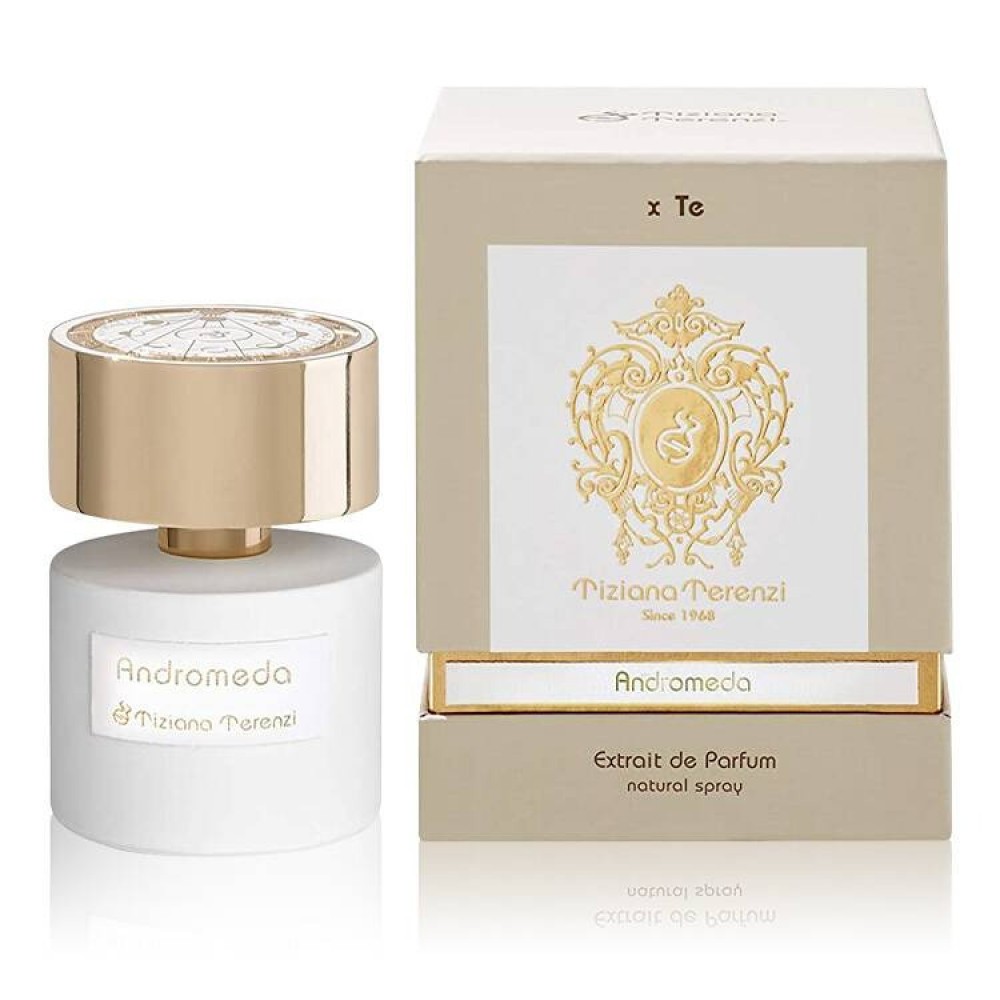 Tiziana
Terenzi
x Te
Tiziana Terenzi
Since 1968
Andromeda
Extrait de Parfum
natural spray
Andromeda
Tiziana Terenzi